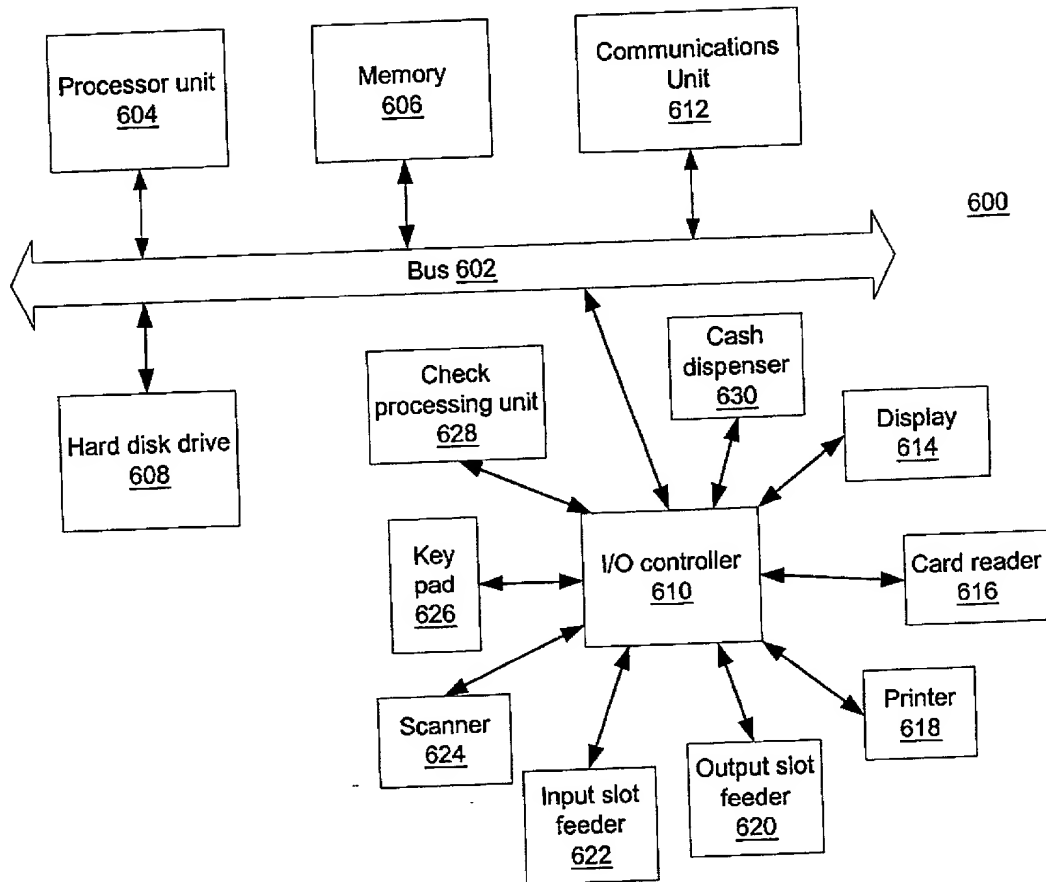 Processor unit
604
Memory
606
Communications
Unit
612
600
Bus 602
Hard disk drive
608
Check
processing unit
628
Cash
dispenser
630
Display
614
Key
pad
626
I/O controller
610
Card reader
616
Scanner
624
Input slot
feeder
622
Output slot
feeder
620
Printer
618